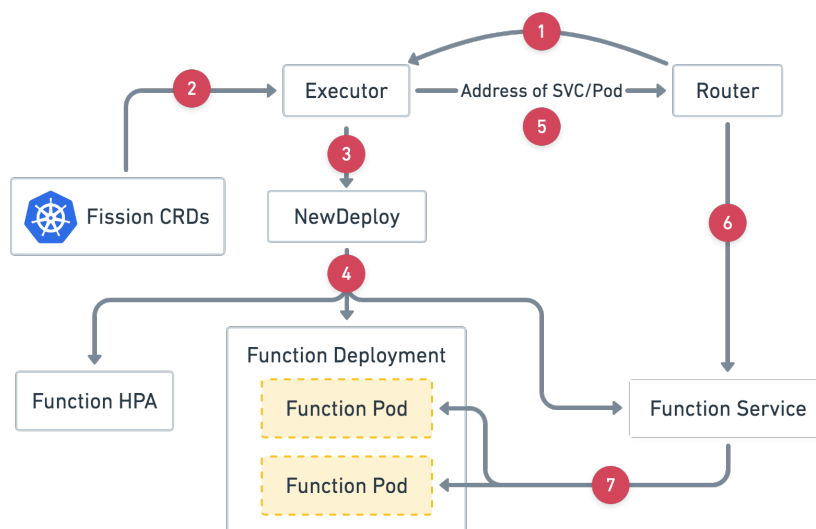 1
2
Executor
Address of SVC/Pod
Router
5
3
Fission CRDs
NewDeploy
6
4
Function Deployment
Function HPA
Function Pod
Function Service
Function Pod
7